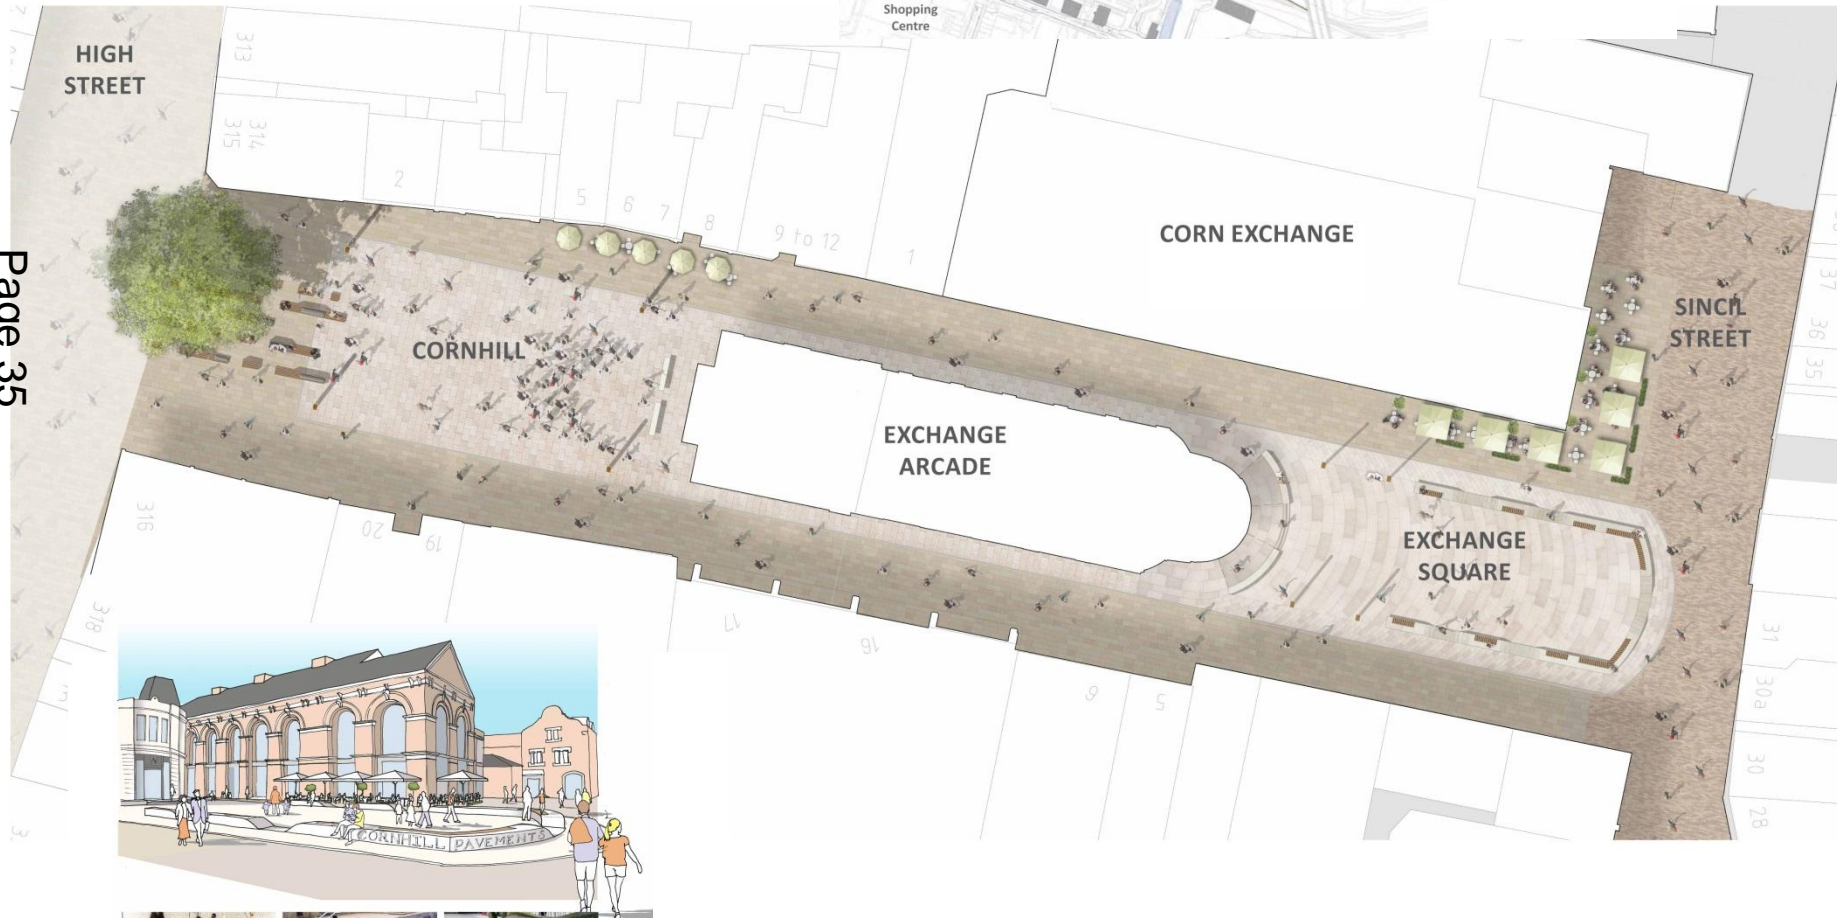 Shopping
Centre
HIGH
STREET
313
314
315
2
5
6
7
8
9 to 12
1
CORN EXCHANGE
SINCIL
STREET
37
36
35
Page 35
CORNHILL
EXCHANGE
ARCADE
EXCHANGE
SQUARE
316
20
19
318
17
16
5
31
30a
30
28
CORNHILL PAVEMENTS